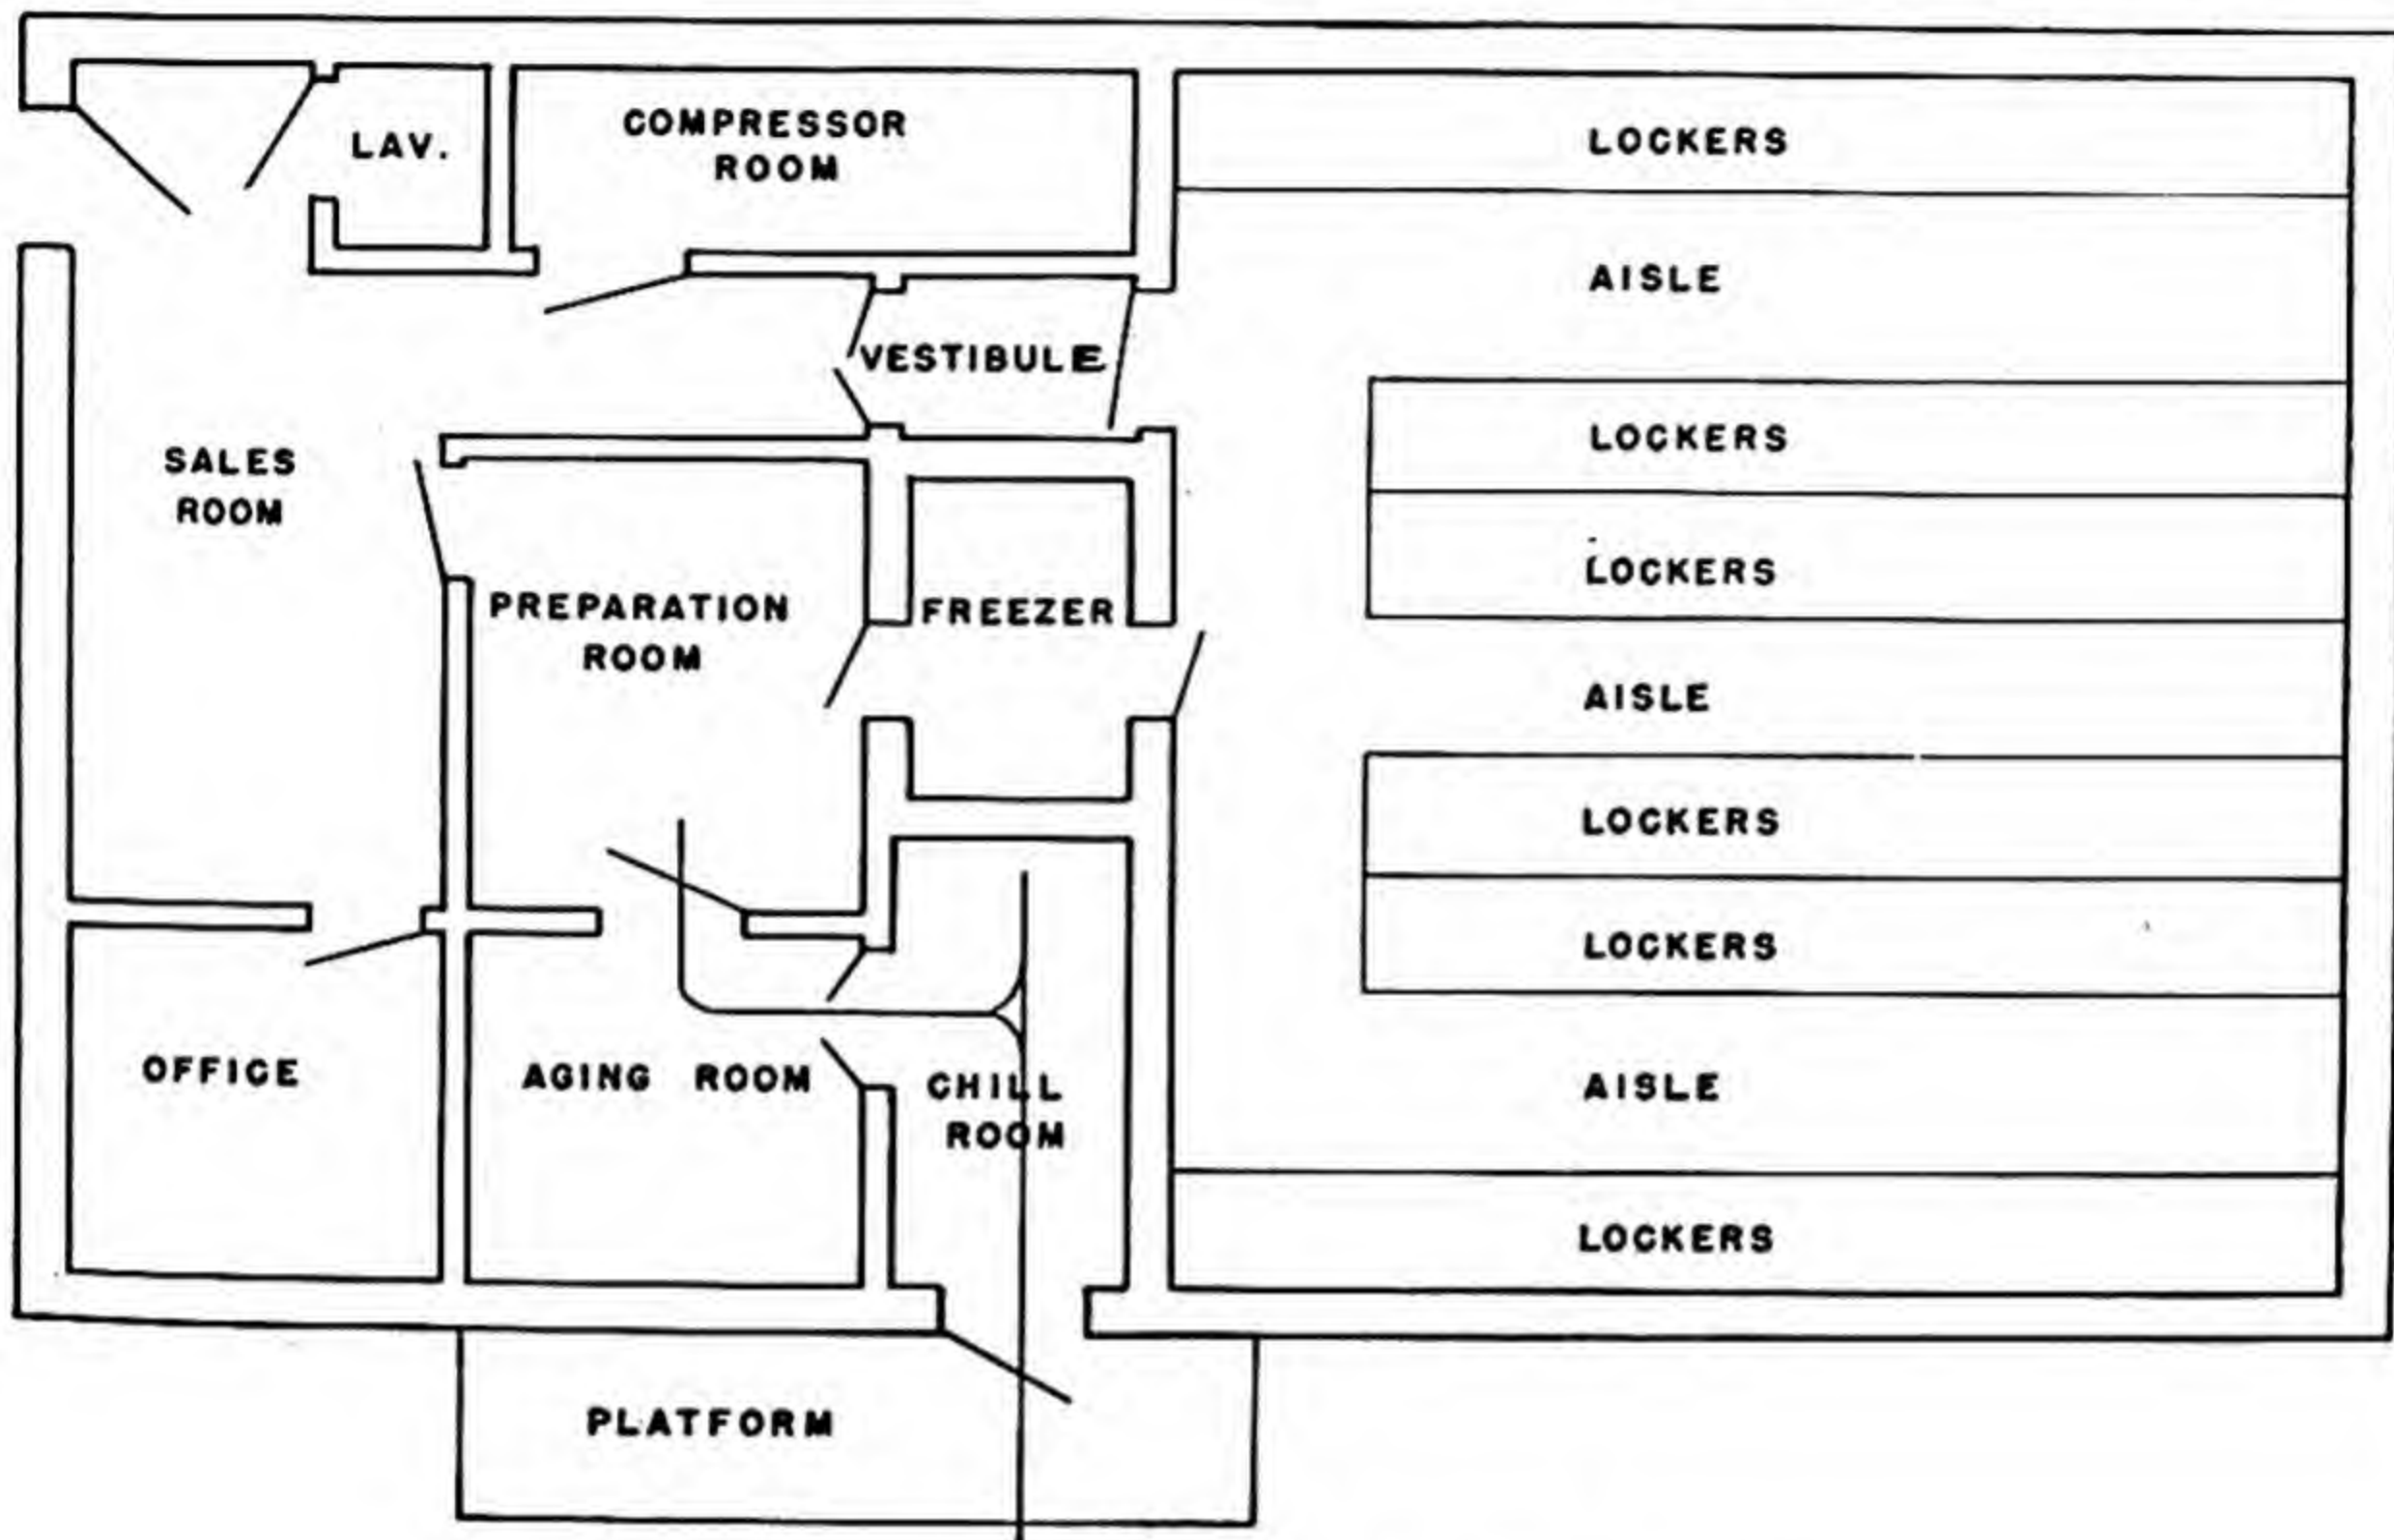 LAV.
COMPRESSOR
ROOM
LOCKERS
AISLE
VESTIBULE
SALES
ROOM
LOCKERS
LOCKERS
PREPARATION
ROOM
FREEZER
AISLE
LOCKERS
LOCKERS
OFFICE
AGING ROOM
CHILL
ROOM
AISLE
LOCKERS
PLATFORM